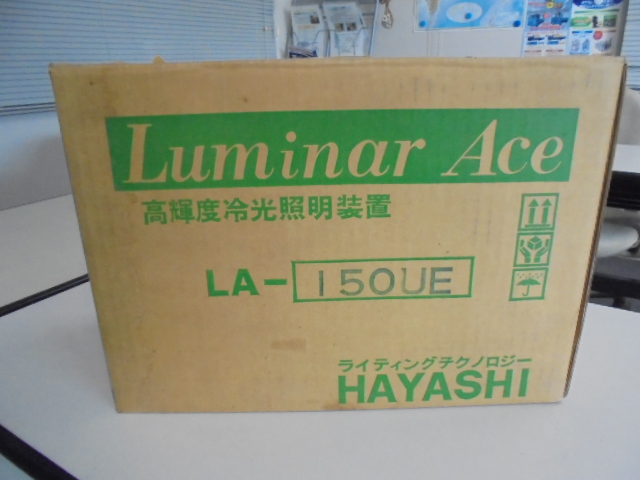 Luminar Ace
高輝度冷光照明装置
LA-150UE
ライティングテクノロジー
HAYASHI